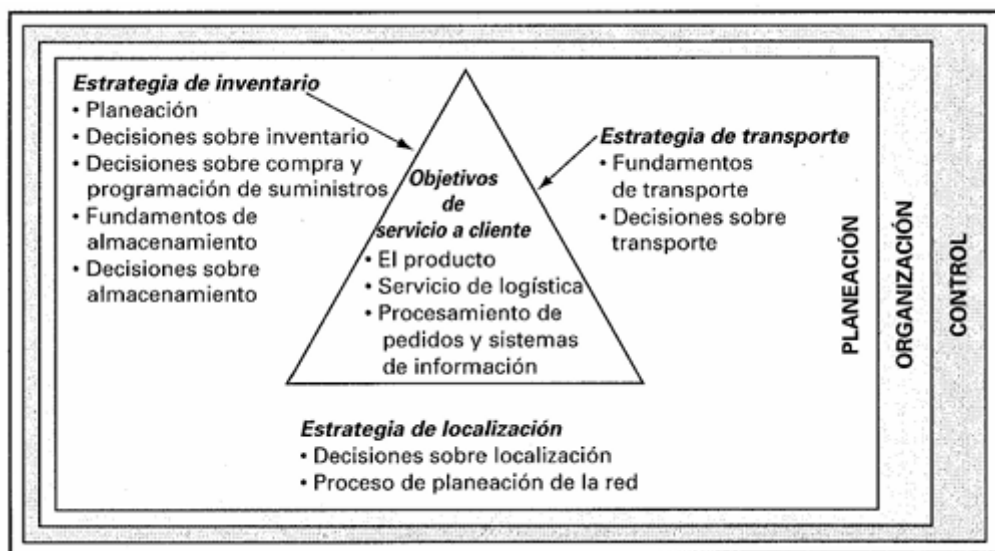 Estrategia de inventario
• Planeación
• Decisiones sobre inventario
• Decisiones sobre compra y
programación de suministros
• Fundamentos de
almacenamiento
• Decisiones sobre
almacenamiento
Objetivos
de
servicio a cliente
• El producto
• Servicio de logística
• Procesamiento de
pedidos y sistemas
de información
Estrategia de transporte
• Fundamentos
de transporte
• Decisiones sobre
transporte
Estrategia de localización
• Decisiones sobre localización
• Proceso de planeación de la red
PLANEACIÓN
ORGANIZACIÓN
CONTROL